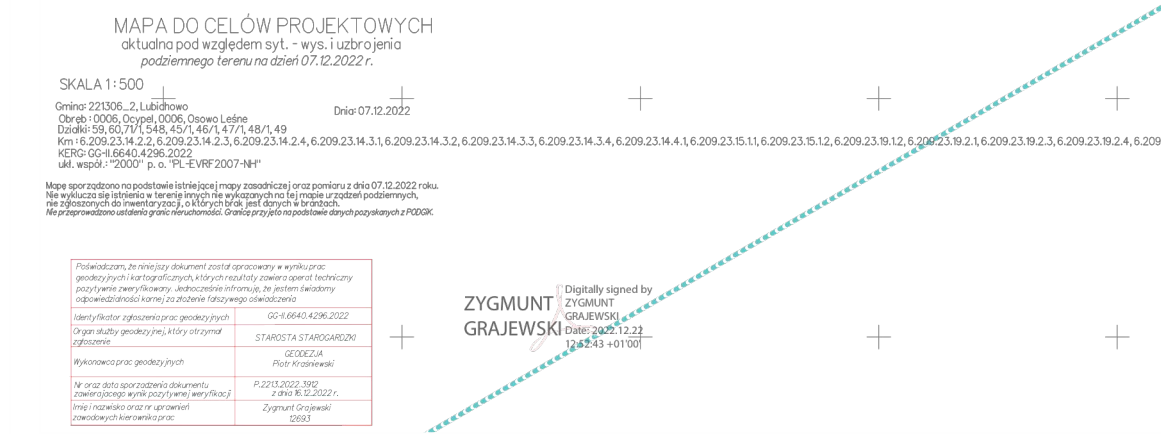 MAPA DO CELÓW PROJEKTOWYCH
aktualna pod względem syt. - wys. i uzbrojenia
podziemnego terenu na dzień 07.12.2022 r.
SKALA 1 : 500
Gmina: 221306_2, Lubichowo
Dnia: 07.12.2022
Obręb : 0006, Ocypel, 0006, Osowo Leśne
Działki: 59, 60,71/1, 548, 45/1, 46/1, 47/1, 48/1, 49
Km : 6.209.23.14.2.2, 6.209.23.14.2.3, 6.209.23.14.2.4, 6.209.23.14.3.1, 6.209.23.14.3.2, 6.209.23.14.3.3, 6.209.23.14.3.4, 6.209.23.14.4.1, 6.209.23.15.1.1, 6.209.23.15.1.2, 6.209.23.19.1.2, 6.209.23.19.2.1, 6.209.23.19.2.3, 6.209.23.19.2.4, 6.209
KERG: GG-II.6640.4296.2022
ukł. współ.: "2000" p. o. "PL-EVRF2007-NH"
Mapę sporządzono na podstawie istniejącej mapy zasadniczej oraz pomiaru z dnia 07.12.2022 roku.
Nie wyklucza się istnienia w terenie innych nie wykazanych na tej mapie urządzeń podziemnych,
nie zgłoszonych do inwentaryzacji, o których brak jest danych w branżach.
Nie przeprowadzono ustalenia granic nieruchomości. Granice przyjęto na podstawie danych pozyskanych z PODGiK.
Poświadczam, że niniejszy dokument został opracowany w wyniku prac
geodezyjnych i kartograficznych, których rezultaty zawiera operat techniczny
pozytywnie zweryfikowany. Jednocześnie infromuję, że jestem świadomy
odpowiedzialności karnej za złożenie fałszywego oświadczenia
Identyfikator zgłoszenia prac geodezyjnych GG-II.6640.4296.2022
Organ służby geodezyjnej, który otrzymał
zgłoszenie STAROSTA STAROGARDZKI
Wykonawca prac geodezyjnych GEODEZJA
Piotr Kraśniewski
Nr oraz data sporządzenia dokumentu P.2213.2022.3912
zawierającego wynik pozytywnej weryfikacji z dnia 16.12.2022 r.
Imię i nazwisko oraz nr uprawnień Zygmunt Grajewski
zawodowych kierownika prac 12693
ZYGMUNT
GRAJEWSKI
Digitally signed by
ZYGMUNT
GRAJEWSKI
Date: 2022.12.22
12:52:43 +01'00'